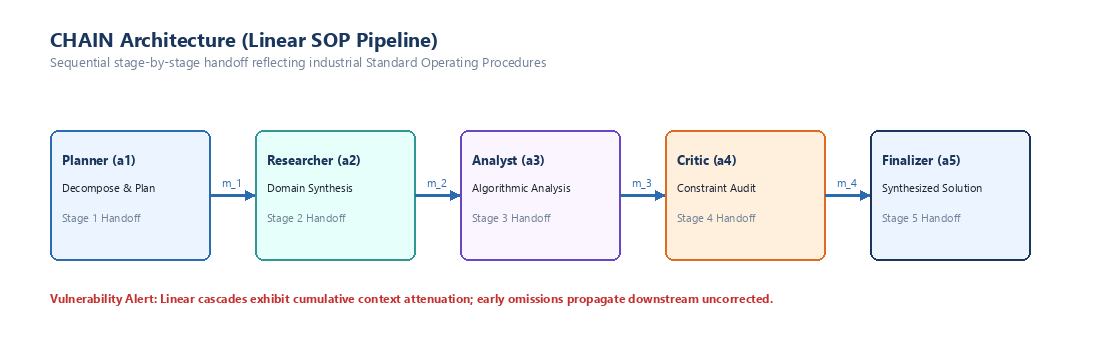 CHAIN Architecture (Linear SOP Pipeline)
Sequential stage-by-stage handoff reflecting industrial Standard Operating Procedures
Planner (a1)
Decompose & Plan
Stage 1 Handoff
m_1
Researcher (a2)
Domain Synthesis
Stage 2 Handoff
m_2
Analyst (a3)
Algorithmic Analysis
Stage 3 Handoff
m_3
Critic (a4)
Constraint Audit
Stage 4 Handoff
m_4
Finalizer (a5)
Synthesized Solution
Stage 5 Handoff
Vulnerability Alert: Linear cascades exhibit cumulative context attenuation; early omissions propagate downstream uncorrected.